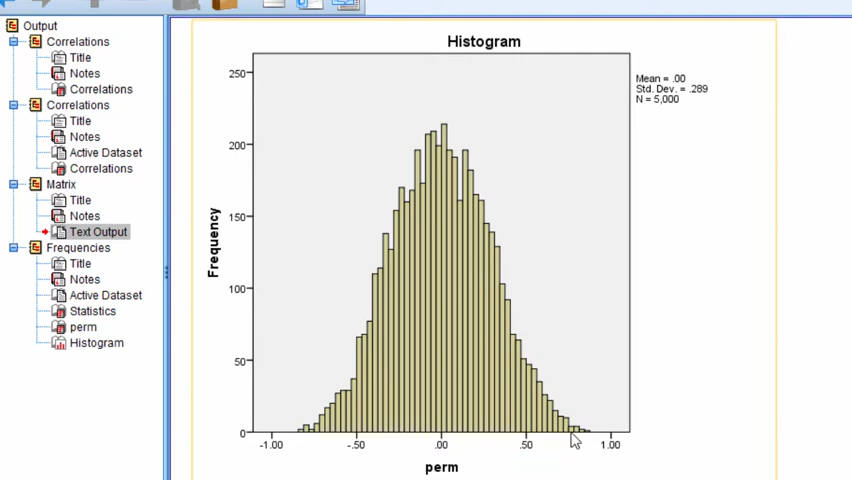 Output
Correlations
Title
Notes
Correlations
Correlations
Title
Notes
Active Dataset
Correlations
Matrix
Title
Notes
Text Output
Frequencies
Title
Notes
Active Dataset
Statistics
perm
Histogram
Histogram
Mean = .00
Std. Dev. = .289
N = 5,000
Frequency
250
200
150
100
50
0
-1.00 -.50 .00 .50 1.00
perm